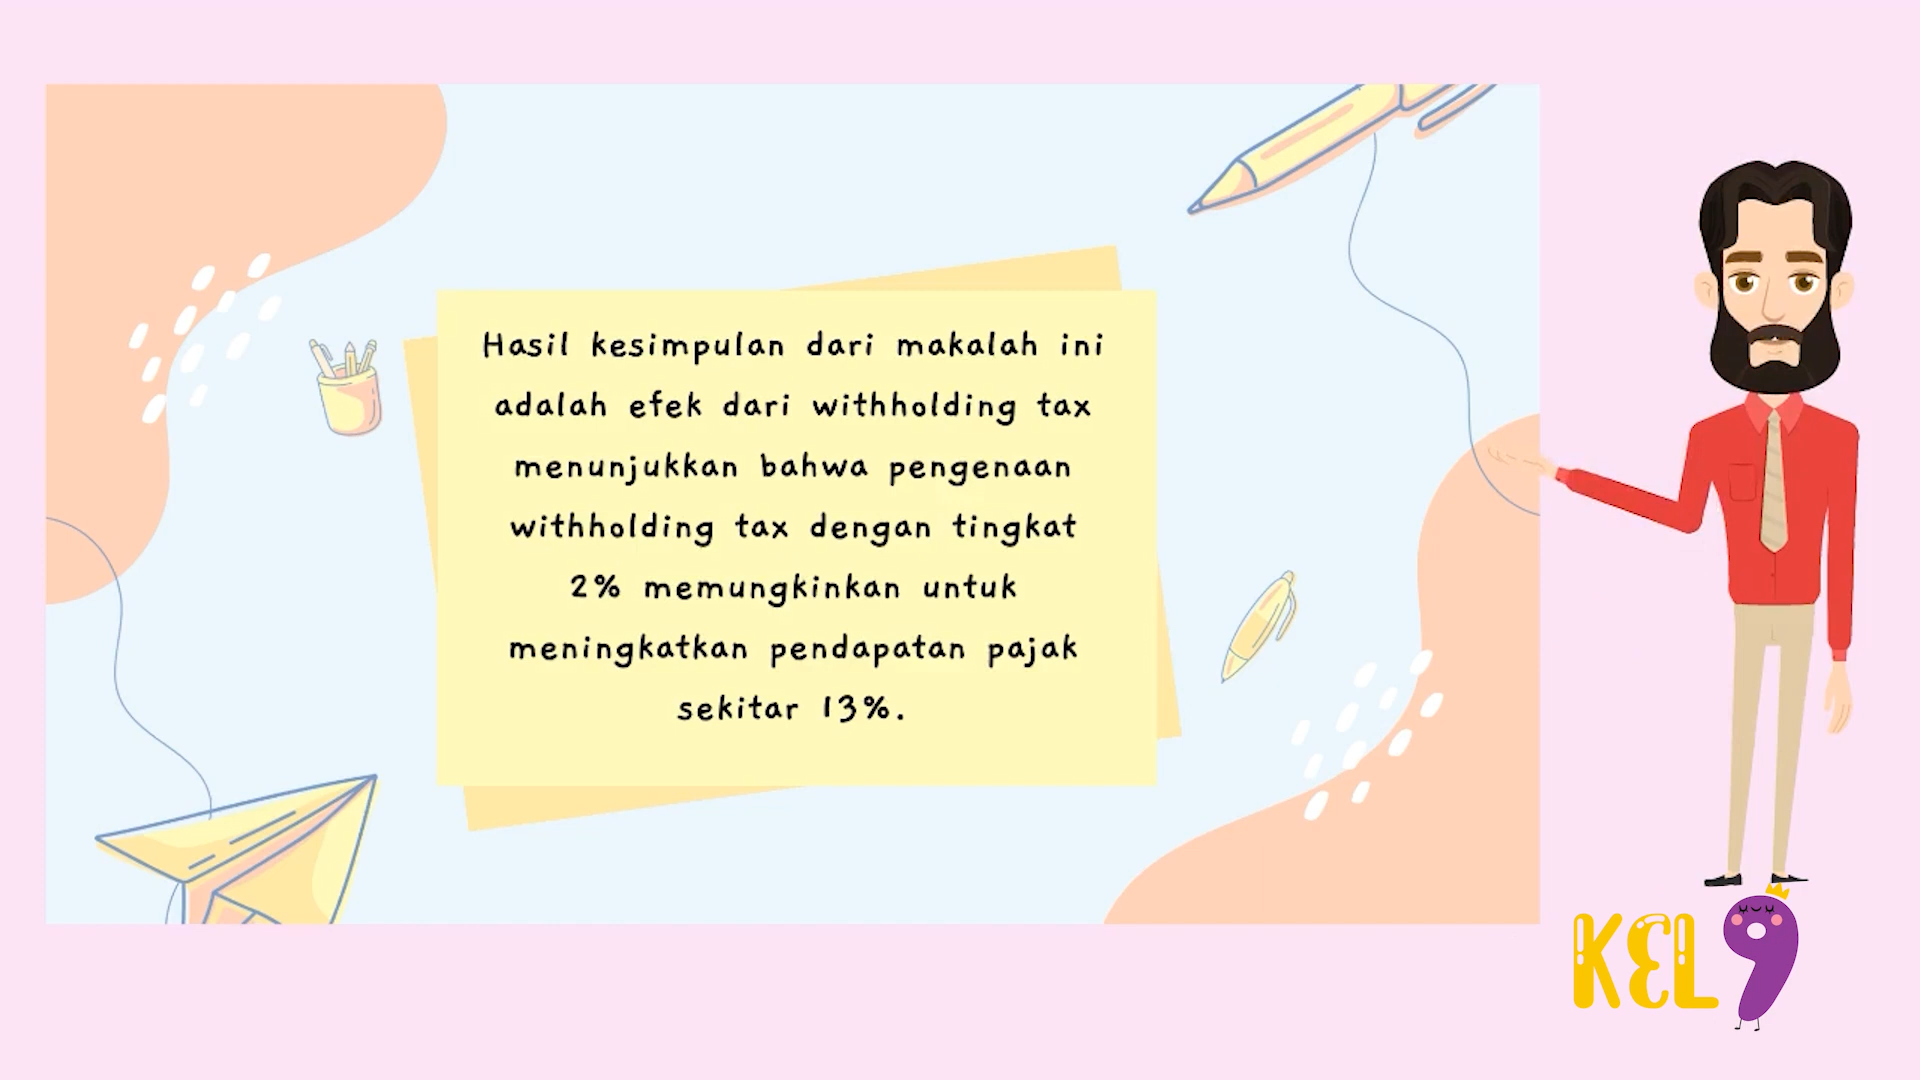 Hasil kesimpulan dari makalah ini
adalah efek dari withholding tax
menunjukkan bahwa pengenaan
withholding tax dengan tingkat
2% memungkinkan untuk
meningkatkan pendapatan pajak
sekitar 13%.
KEL 9